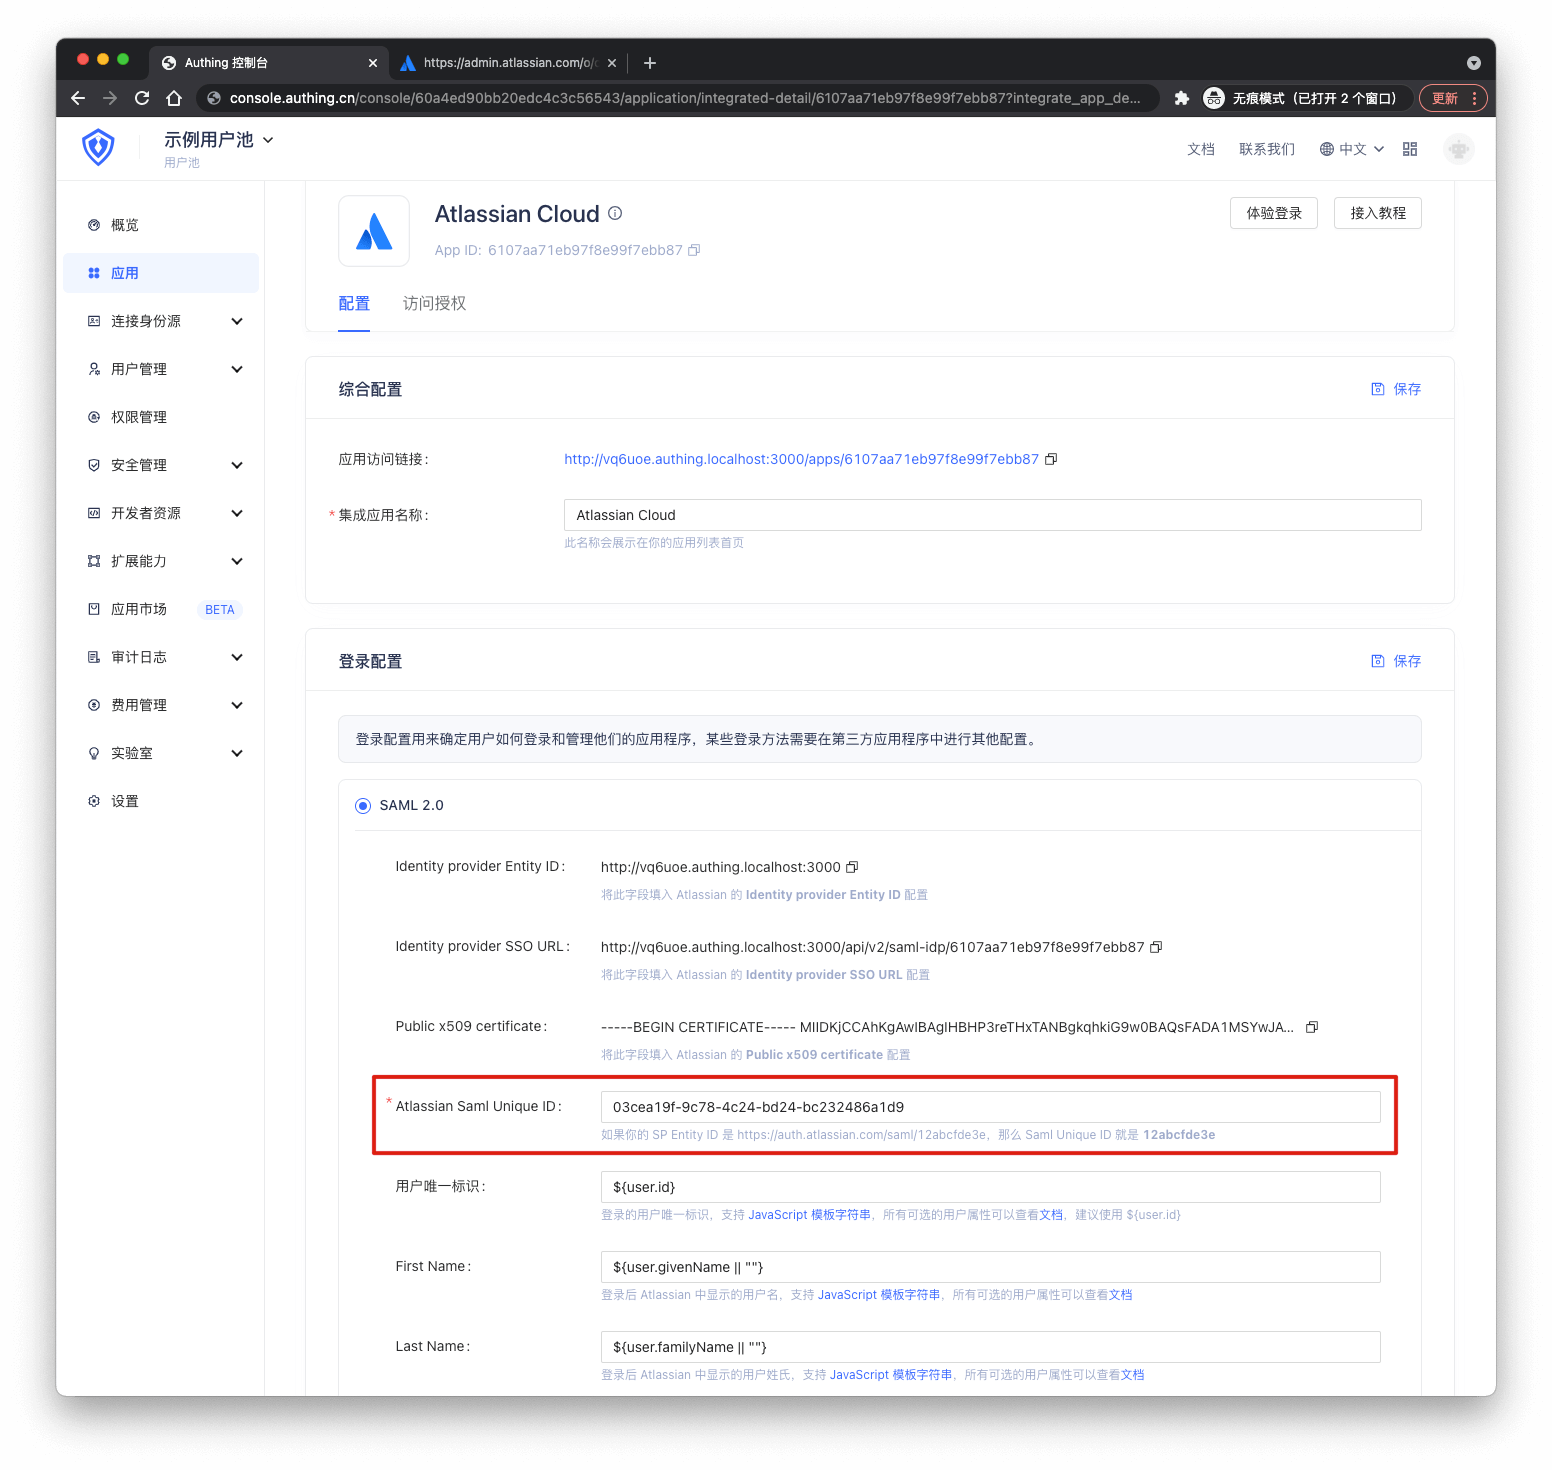 Authing 控制台
https://admin.atlassian.com/o/
console.authing.cn/console/60a4ed90bb20edc4c3c56543/application/integrated-detail/6107aa71eb97f8e99f7ebb87?integrate_app_de...
无痕模式（已打开 2 个窗口）
更新
示例用户池
用户池
文档
联系我们
中文
概览
应用
连接身份源
用户管理
权限管理
安全管理
开发者资源
扩展能力
应用市场 BETA
审计日志
费用管理
实验室
设置
Atlassian Cloud
App ID: 6107aa71eb97f8e99f7ebb87
体验登录
接入教程
配置
访问授权
综合配置
保存
应用访问链接:
http://vq6uoe.authing.localhost:3000/apps/6107aa71eb97f8e99f7ebb87
* 集成应用名称:
Atlassian Cloud
此名称会展示在你的应用列表首页
登录配置
保存
登录配置用来确定用户如何登录和管理他们的应用程序，某些登录方法需要在第三方应用程序中进行其他配置。
SAML 2.0
Identity provider Entity ID:
http://vq6uoe.authing.localhost:3000
将此字段填入 Atlassian 的 Identity provider Entity ID 配置
Identity provider SSO URL:
http://vq6uoe.authing.localhost:3000/api/v2/saml-idp/6107aa71eb97f8e99f7ebb87
将此字段填入 Atlassian 的 Identity provider SSO URL 配置
Public x509 certificate:
-----BEGIN CERTIFICATE----- MIIDKjCCAhKgAwIBAgIHBHP3reTHxTANBgkqhkiG9w0BAQsFADA1MSYwJA...
将此字段填入 Atlassian 的 Public x509 certificate 配置
* Atlassian Saml Unique ID:
03cea19f-9c78-4c24-bd24-bc232486a1d9
如果你的 SP Entity ID 是 https://auth.atlassian.com/saml/12abcfde3e，那么 Saml Unique ID 就是 12abcfde3e
用户唯一标识:
${user.id}
登录的用户唯一标识，支持 JavaScript 模板字符串，所有可选的用户属性可以查看文档，建议使用 ${user.id}
First Name:
${user.givenName || ""}
登录后 Atlassian 中显示的用户名，支持 JavaScript 模板字符串，所有可选的用户属性可以查看文档
Last Name:
${user.familyName || ""}
登录后 Atlassian 中显示的用户姓氏，支持 JavaScript 模板字符串，所有可选的用户属性可以查看文档